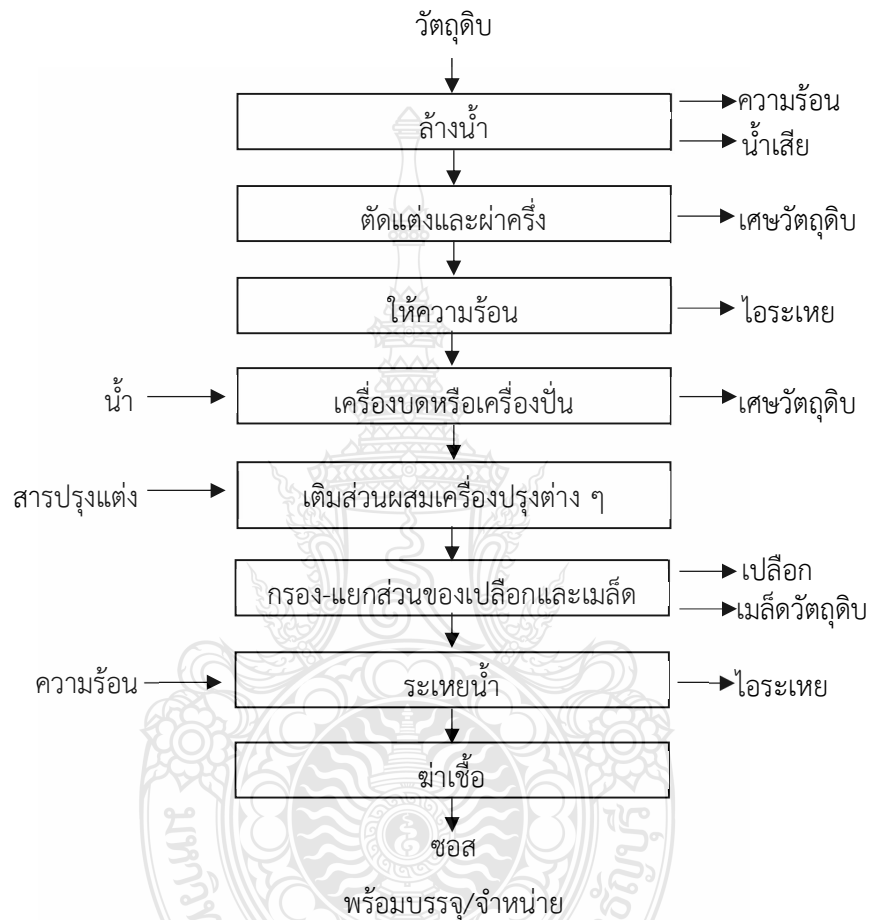 วัตถุดิบ
ล้างน้ำ
ความร้อน
น้ำเสีย
ตัดแต่งและผ่าครึ่ง
เศษวัตถุดิบ
ให้ความร้อน
ไอระเหย
น้ำ
เครื่องบดหรือเครื่องปั่น
เศษวัตถุดิบ
สารปรุงแต่ง
เติมส่วนผสมเครื่องปรุงต่าง ๆ
กรอง-แยกส่วนของเปลือกและเมล็ด
เปลือก
เมล็ดวัตถุดิบ
ความร้อน
ระเหยน้ำ
ไอระเหย
ฆ่าเชื้อ
ซอส
พร้อมบรรจุ/จำหน่าย